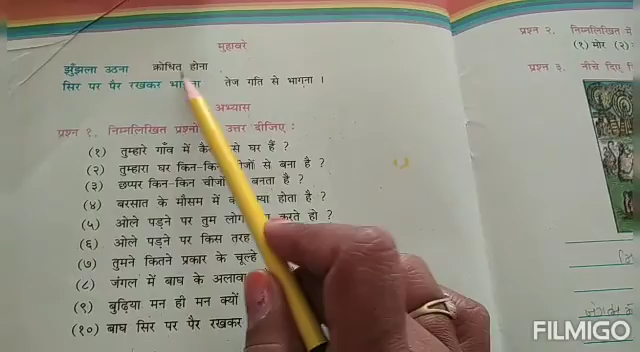 मुहावरे
झुँझला उठना क्रोधित होना
सिर पर पैर रखकर तेज गति से भागना ।
अभ्यास
प्रश्न १. निम्नलिखित उत्तर दीजिए :
(१) तुम्हारे गाँव में घर हैं ?
(२) तुम्हारा घर किन-किन चीजों से बना है ?
(३) छप्पर किन-किन चीजों बनता है ?
(४) बरसात के मौसम में होता है ?
(५) ओले पड़ने पर तुम लोग करते हो ?
(६) ओले पड़ने पर किस तरह
(७) तुमने कितने प्रकार के चूल्हे
(८) जंगल में बाघ के अलावा
(९) बुढ़िया मन ही मन क्यों
(१०) बाघ सिर पर पैर रखकर
प्रश्न २. निम्नलिखित में
(१) मोर (२)
प्रश्न ३. नीचे दिए
FILMIGO